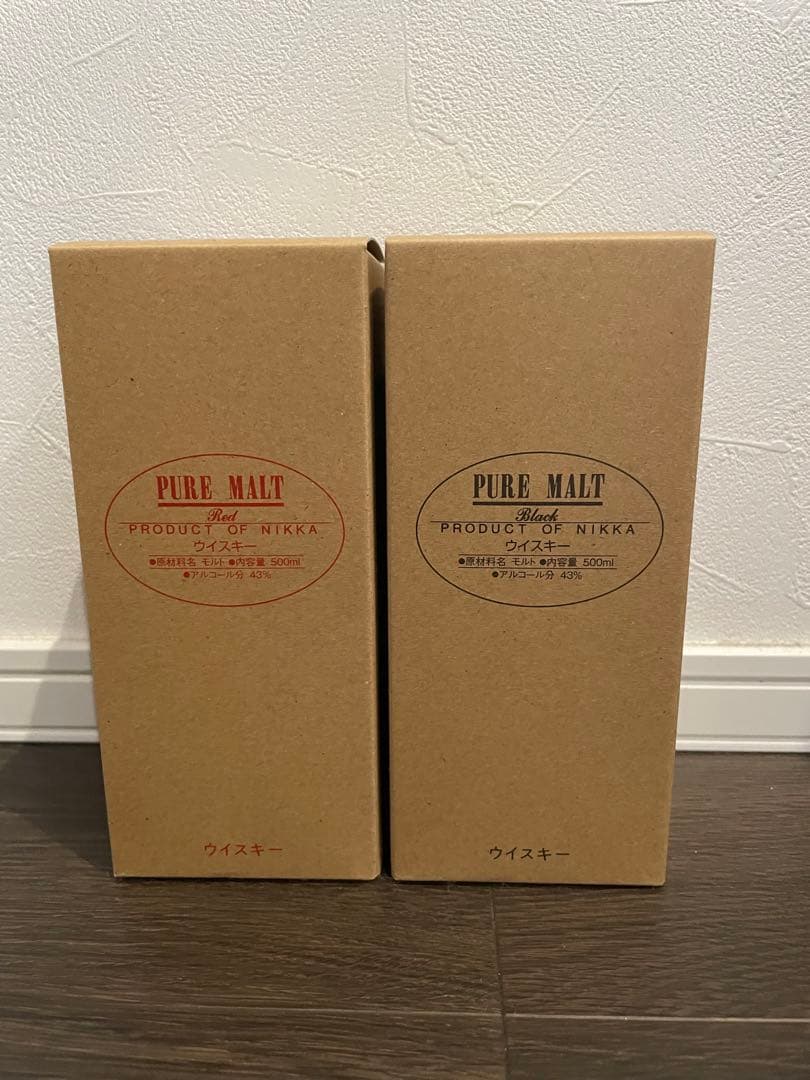 PURE MALT
Red
PRODUCT OF NIKKA
ウイスキー
●原材料名 モルト ●内容量 500ml
●アルコール分 43%
ウイスキー
PURE MALT
Black
PRODUCT OF NIKKA
ウイスキー
●原材料名 モルト ●内容量 500ml
●アルコール分 43%
ウイスキー